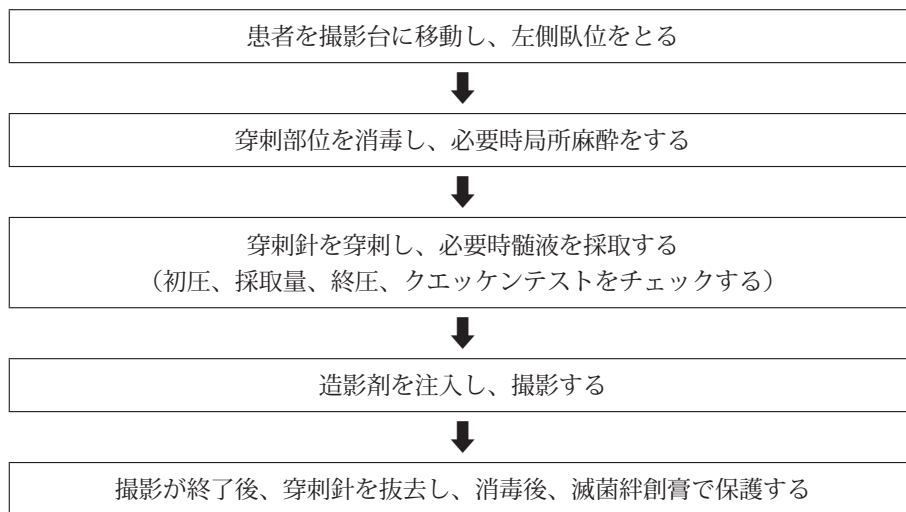 患者を撮影台に移動し、左側臥位をとる
穿刺部位を消毒し、必要時局所麻酔をする
穿刺針を穿刺し、必要時髄液を採取する
（初圧、採取量、終圧、クエッケンテストをチェックする）
造影剤を注入し、撮影する
撮影が終了後、穿刺針を抜去し、消毒後、滅菌絆創膏で保護する